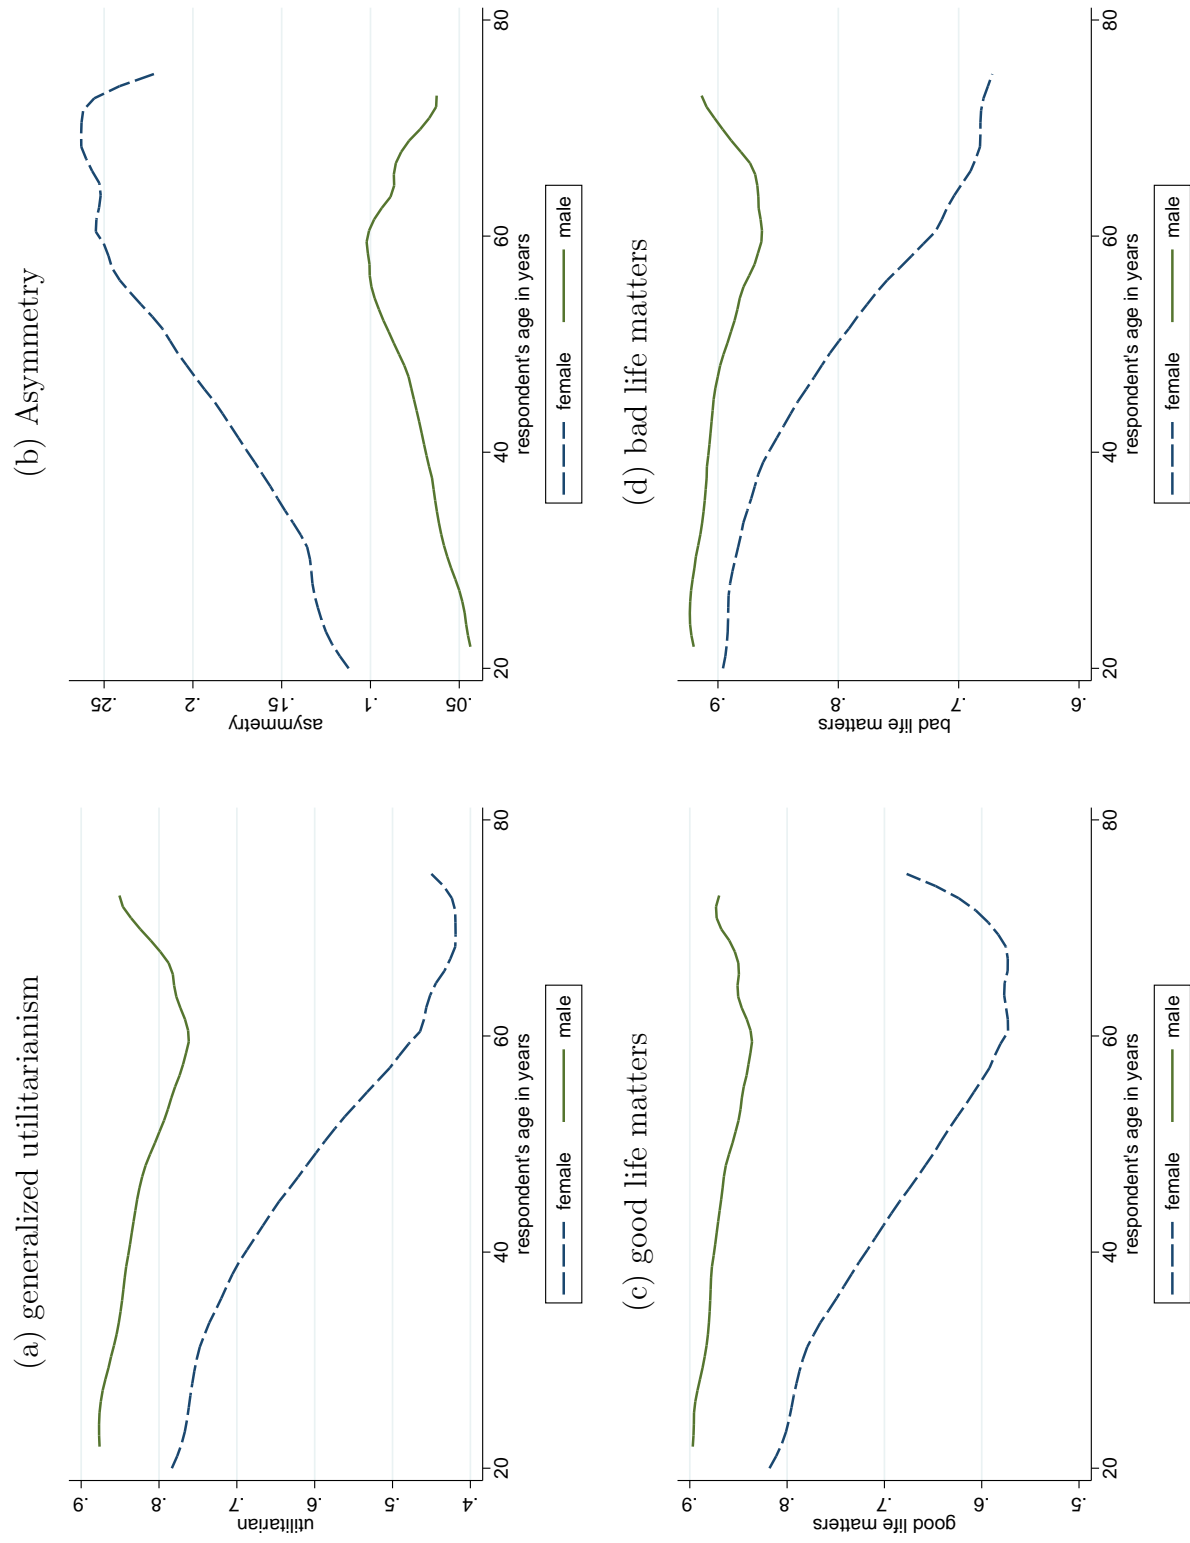 (a) generalized utilitarianism
utilitarian
.9
.8
.7
.6
.5
.4
20
40
60
80
respondent's age in years
female
male
(b) Asymmetry
asymmetry
.25
.2
.15
.1
.05
20
40
60
80
respondent's age in years
female
male
(c) good life matters
good life matters
.9
.8
.7
.6
.5
20
40
60
80
respondent's age in years
female
male
(d) bad life matters
bad life matters
.9
.8
.7
.6
20
40
60
80
respondent's age in years
female
male